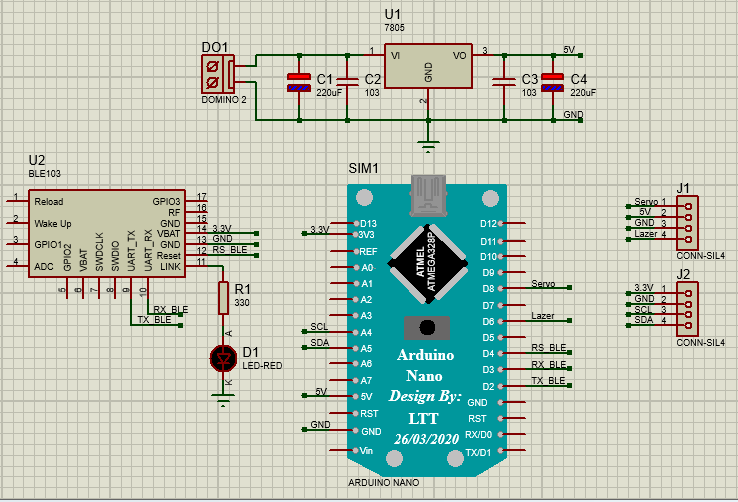 U1
7805
DO1
DOMINO 2
1 VI VO 3
GND
2
C1
220uF
C2
103
C3
103
C4
220uF
5V
GND
U2
BLE103
1 Reload
2 Wake Up
3 GPIO1
4 ADC
GPIO3 17
RF 16
GND 15
VBAT 14 3.3V
GND 13 GND
Reset 12 RS_BLE
LINK 11
GPIO2
VBAT
SWDCLK
SWDIO
UART_TX
UART_RX
5 6 7 8 9 10
RX_BLE
TX_BLE
R1
330
A
D1
LED-RED
K
SIM1
D13
3.3V 3V3
REF
A0
A1
A2
A3
SCL A4
SDA A5
A6
A7
5V 5V
RST
GND GND
Vin
D12
D11
D10
D9
D8 Servo
D7
D6 Lazer
D5
D4 RS_BLE
D3 RX_BLE
D2 TX_BLE
GND
RST
RX/D0
TX/D1
ATMEL
ATMEGA328P
Arduino
Nano
Design By:
LTT
26/03/2020
ARDUINO NANO
J1
Servo 1
5V 2
GND 3
Lazer 4
CONN-SIL4
J2
3.3V 1
GND 2
SCL 3
SDA 4
CONN-SIL4